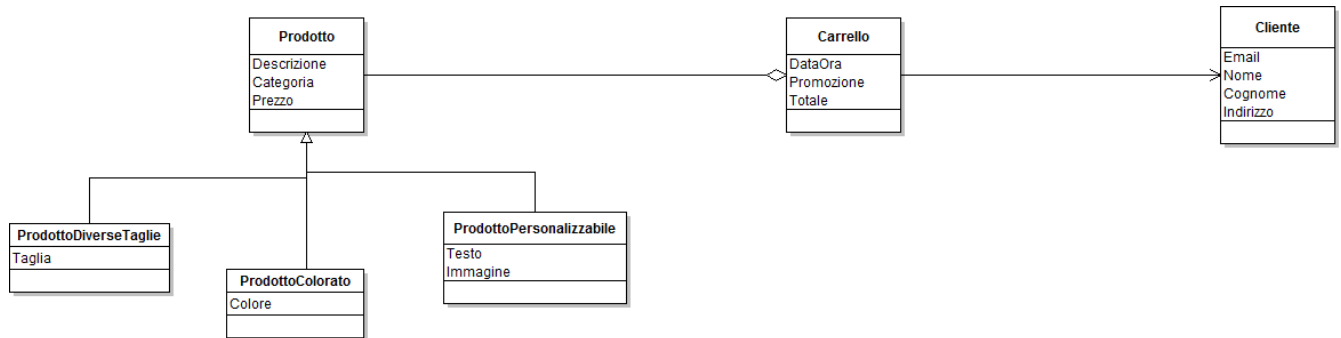 Prodotto
Descrizione
Categoria
Prezzo
Carrello
DataOra
Promozione
Totale
Cliente
Email
Nome
Cognome
Indirizzo
ProdottoDiverseTaglie
Taglia
ProdottoColorato
Colore
ProdottoPersonalizzabile
Testo
Immagine